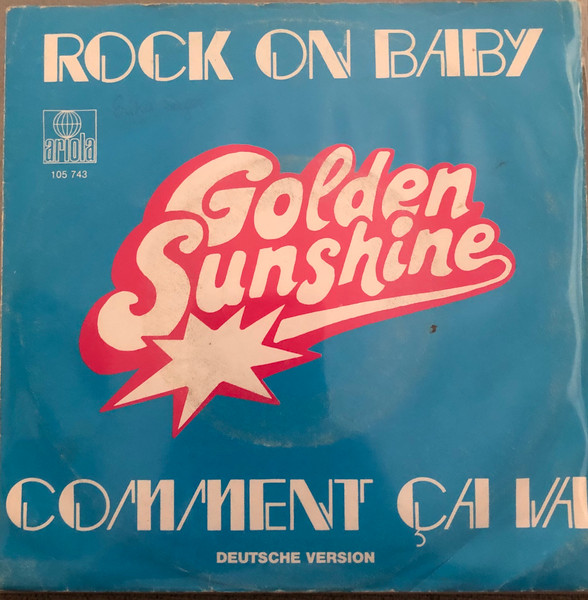 ROCK ON BABY
ariola
105 743
Golden
Sunshine
COMMENT ÇA VA
DEUTSCHE VERSION